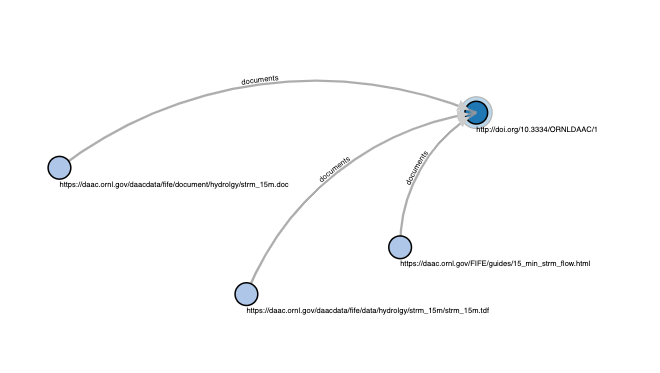 documents
http://doi.org/10.3334/ORNLDAAC/1
documents
documents
https://daac.ornl.gov/daacdata/fife/document/hydrolgy/strm_15m.doc
https://daac.ornl.gov/FIFE/guides/15_min_strm_flow.html
https://daac.ornl.gov/daacdata/fife/data/hydrolgy/strm_15m/strm_15m.tdf